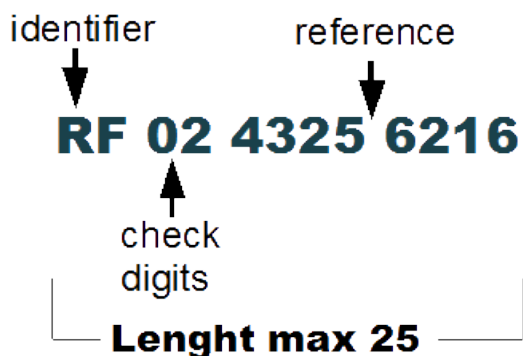 identifier
reference
RF 02 4325 6216
check
digits
Lenght max 25